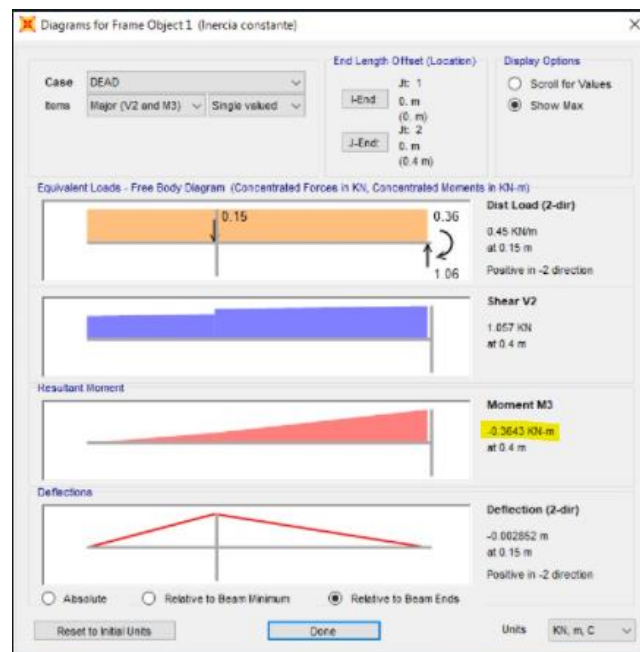 Diagrams for Frame Object 1 (Inercia constante)
Case DEAD
Items Major (V2 and M3) Single valued
End Length Offset (Location)
Jt: 1
I-End: 0. m
(0. m)
Jt: 2
J-End: 0. m
(0.4 m)
Display Options
Scroll for Values
Show Max
Equivalent Loads - Free Body Diagram (Concentrated Forces in KN, Concentrated Moments in KN-m)
0.15
0.36
1.06
Dist Load (2-dir)
0.45 KN/m
at 0.15 m
Positive in -2 direction
Shear V2
1.057 KN
at 0.4 m
Resultant Moment
Moment M3
-0.3643 KN-m
at 0.4 m
Deflections
Deflection (2-dir)
-0.002852 m
at 0.15 m
Positive in -2 direction
Absolute Relative to Beam Minimum Relative to Beam Ends
Reset to Initial Units Done Units KN, m, C